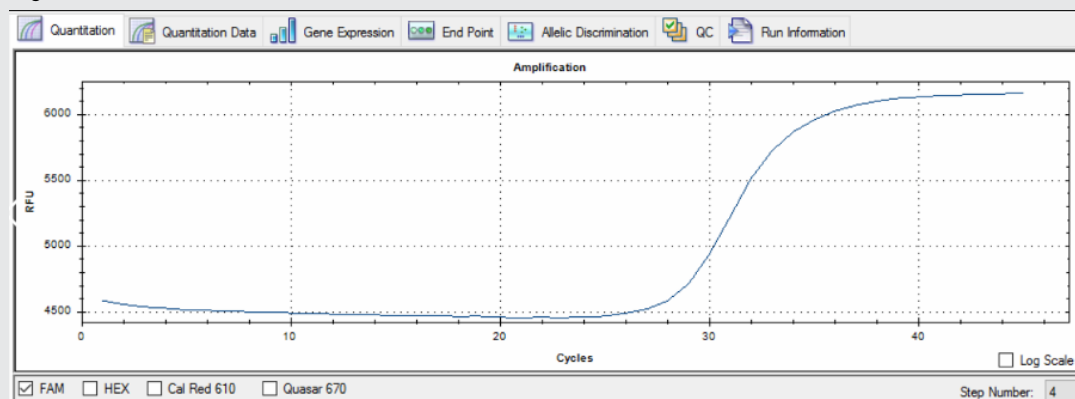 Quantitation Quantitation Data Gene Expression End Point Allelic Discrimination QC Run Information
Amplification
6000
5500
5000
4500
RFU
0 10 20 30 40
Cycles
Log Scale
FAM HEX Cal Red 610 Quasar 670
Step Number: 4